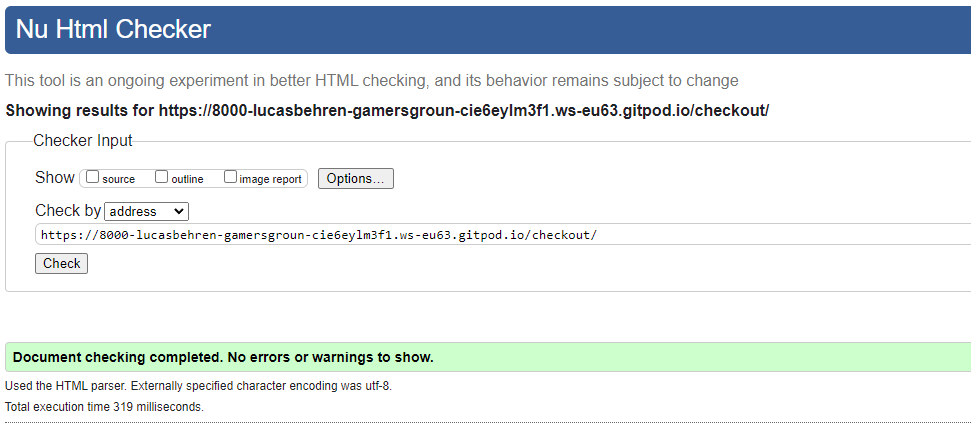 Nu Html Checker
This tool is an ongoing experiment in better HTML checking, and its behavior remains subject to change
Showing results for https://8000-lucasbehren-gamersgroun-cie6eylm3f1.ws-eu63.gitpod.io/checkout/
Checker Input
Show source outline image report Options...
Check by address
https://8000-lucasbehren-gamersgroun-cie6eylm3f1.ws-eu63.gitpod.io/checkout/
Check
Document checking completed. No errors or warnings to show.
Used the HTML parser. Externally specified character encoding was utf-8.
Total execution time 319 milliseconds.